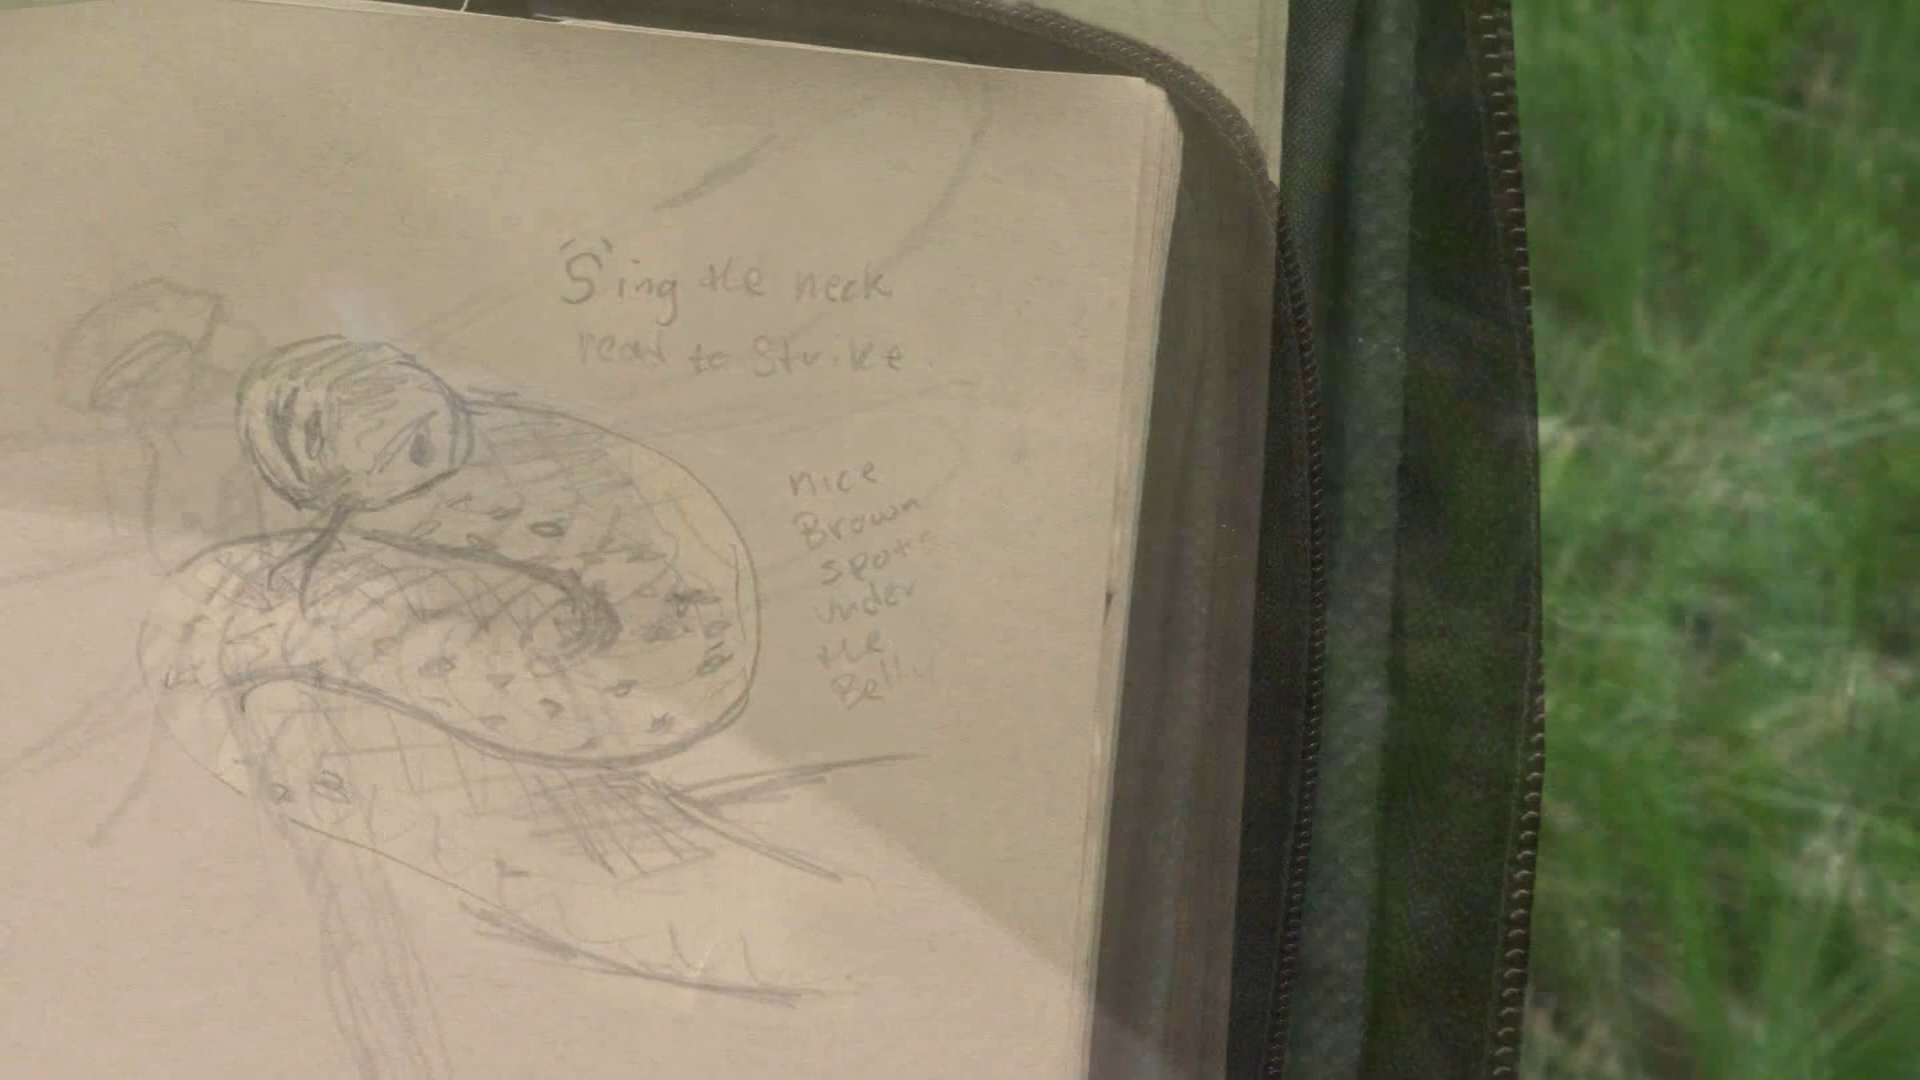 "S"ing the neck
read to Strike.
nice
Brown
spots
under
the
Belly